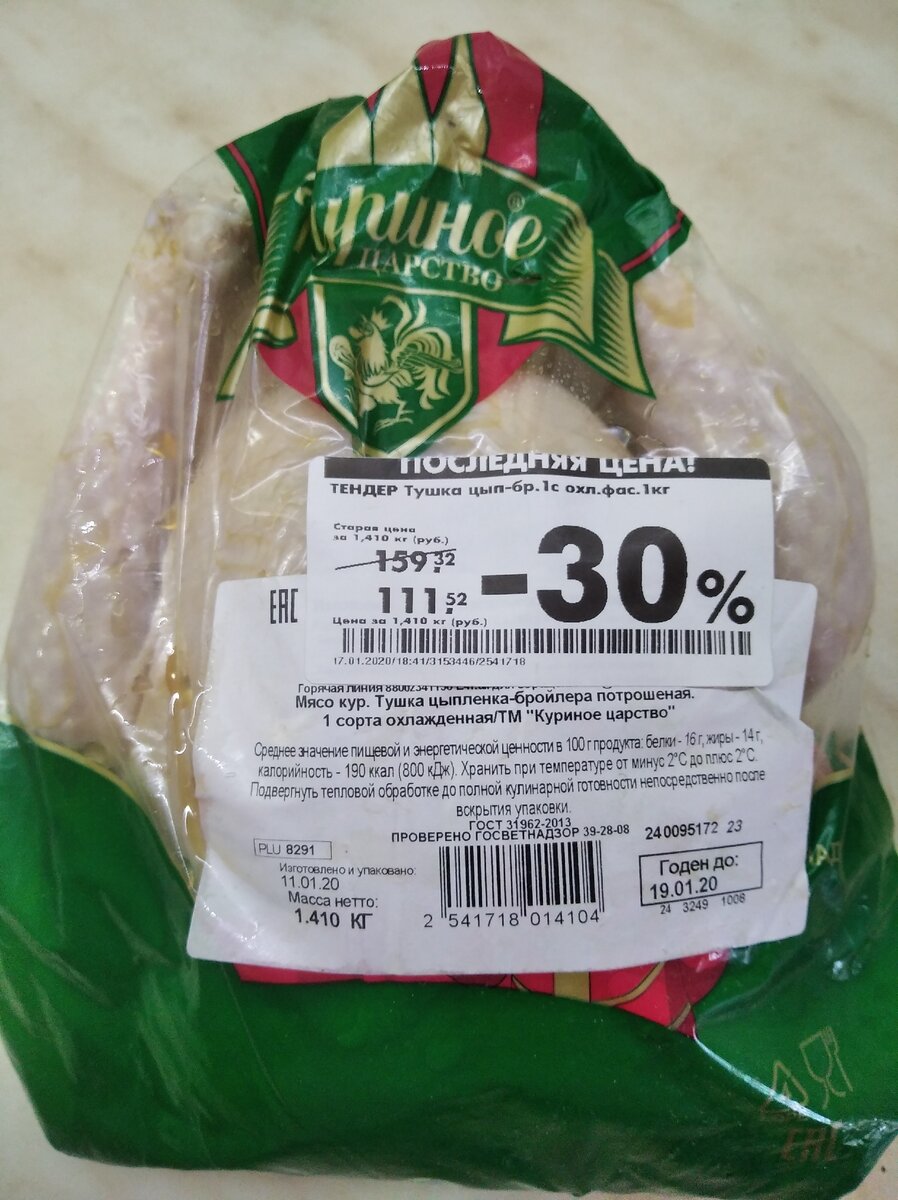 Куриное®
ЦАРСТВО
ПОСЛЕДНЯЯ ЦЕНА!
ТЕНДЕР Тушка цып-бр.1с охл.фас.1кг
Старая цена
за 1,410 кг (руб.)
159.32
111.52
-30%
Цена за 1,410 кг (руб.)
17.01.2020/18:41/3153446/2541718
ЕАС
Горячая линия
Мясо кур. Тушка цыпленка-бройлера потрошеная.
1 сорта охлажденная/ТМ "Куриное царство"
Среднее значение пищевой и энергетической ценности в 100 г продукта: белки - 16 г, жиры - 14 г,
калорийность - 190 ккал (800 кДж). Хранить при температуре от минус 2°С до плюс 2°С.
Подвергнуть тепловой обработке до полной кулинарной готовности непосредственно после
вскрытия упаковки.
ГОСТ 31962-2013
ПРОВЕРЕНО ГОСВЕТНАДЗОР 39-28-08
240095172 23
PLU 8291
Изготовлено и упаковано:
11.01.20
Масса нетто:
1.410 КГ
2 541718 014104
Годен до:
19.01.20
24 3249 1006
ЕАС